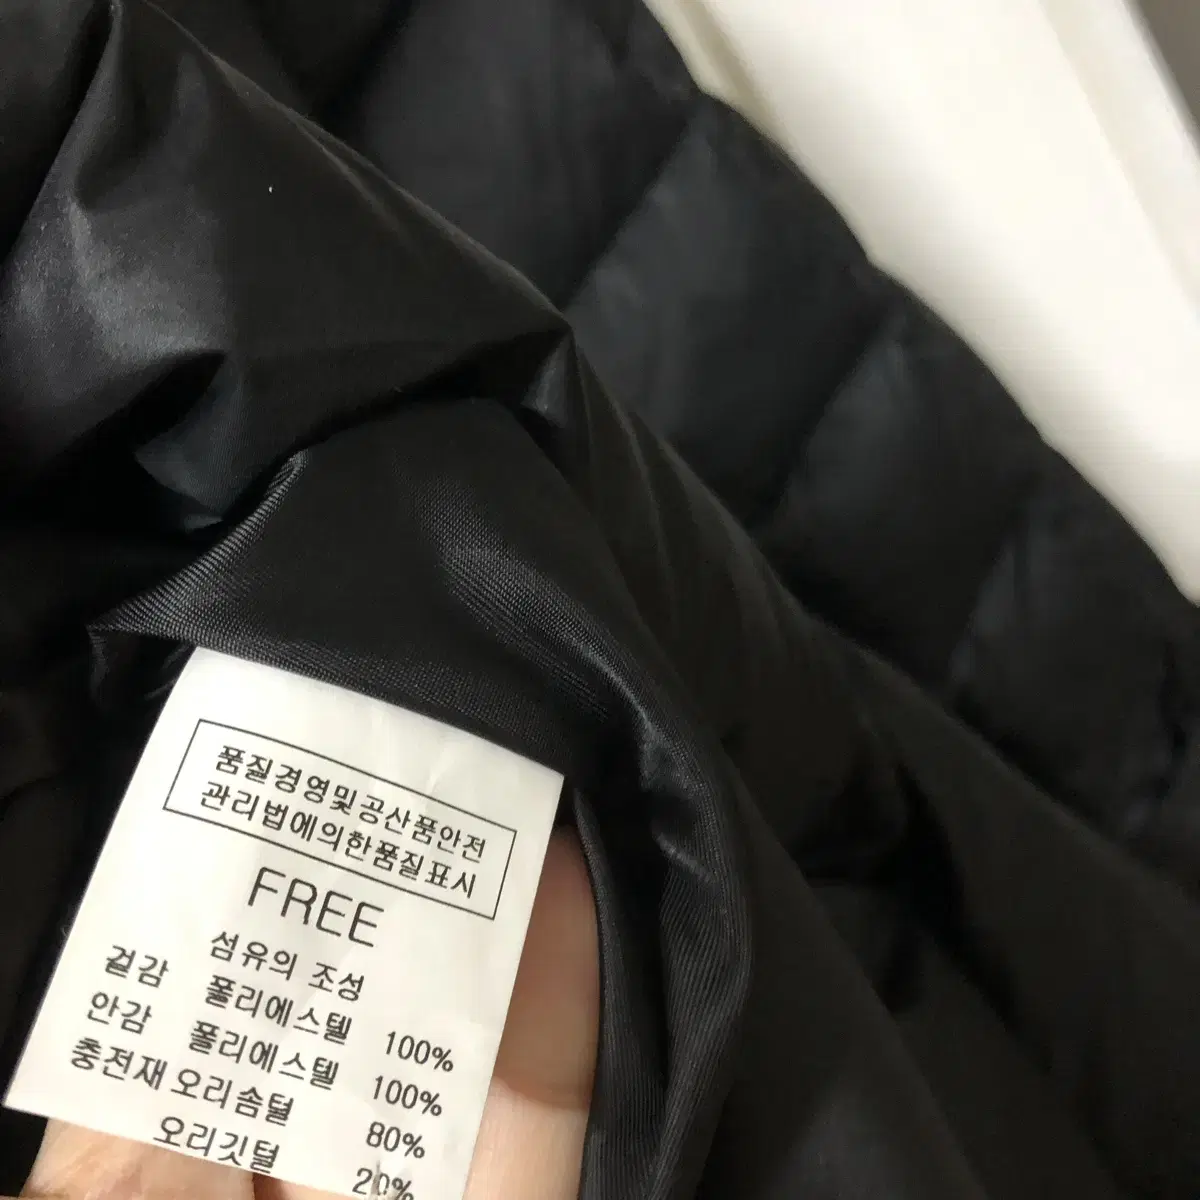 품질경영및공산품안전
관리법에의한품질표시
FREE
섬유의 조성
겉감 폴리에스텔 100%
안감 폴리에스텔 100%
충전재 오리솜털 80%
오리깃털 20%